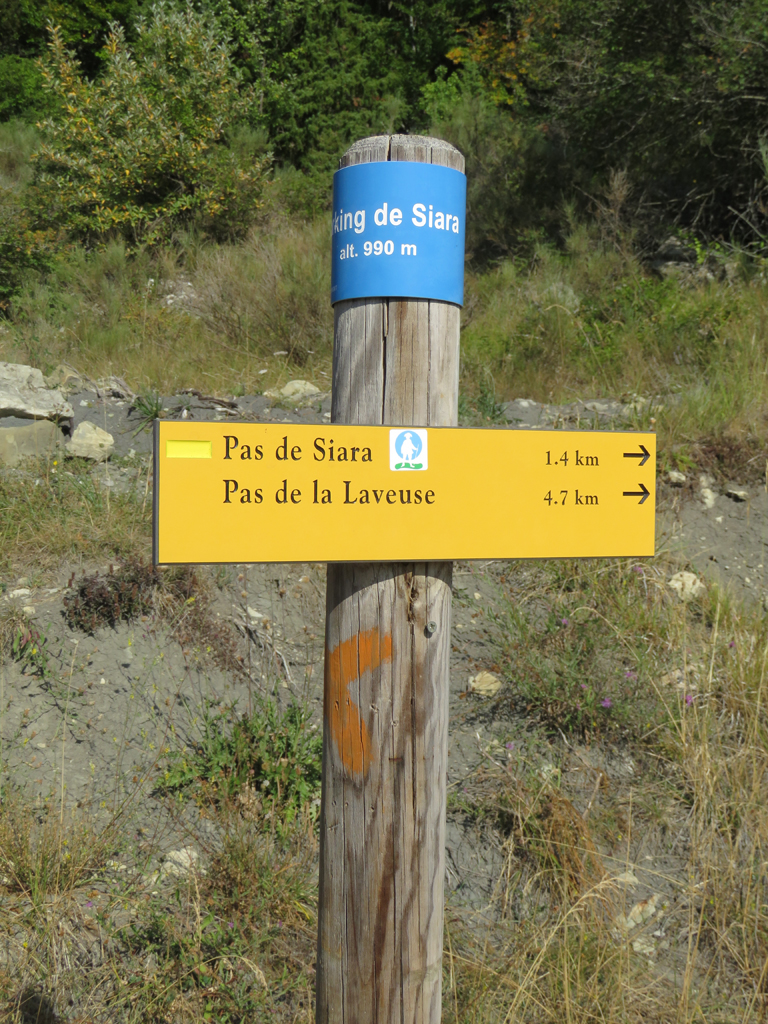 king de Siara
alt. 990 m
Pas de Siara 1.4 km →
Pas de la Laveuse 4.7 km →